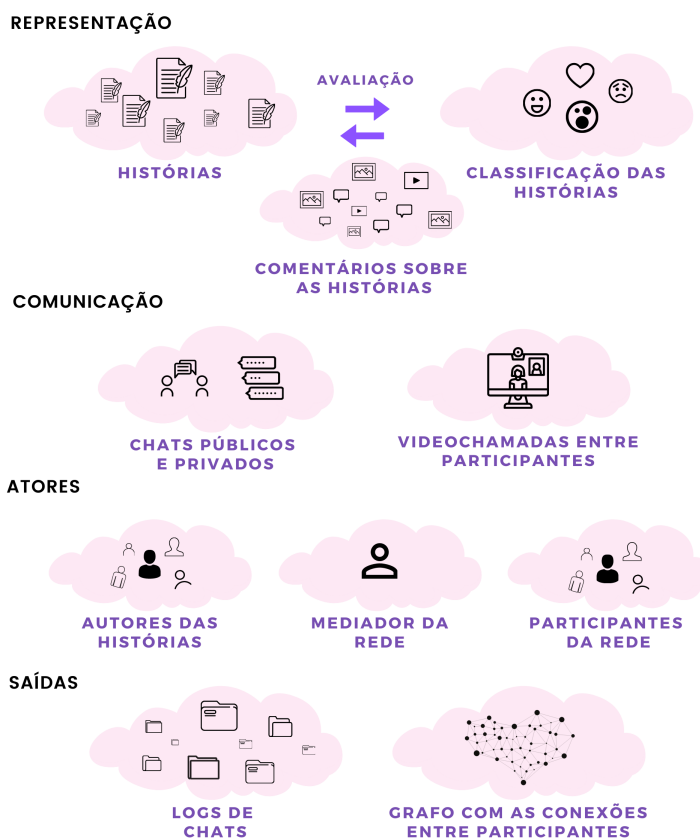 REPRESENTAÇÃO
AVALIAÇÃO
HISTÓRIAS
CLASSIFICAÇÃO DAS
HISTÓRIAS
COMENTÁRIOS SOBRE
AS HISTÓRIAS
COMUNICAÇÃO
CHATS PÚBLICOS
E PRIVADOS
VIDEOCHAMADAS ENTRE
PARTICIPANTES
ATORES
AUTORES DAS
HISTÓRIAS
MEDIADOR DA
REDE
PARTICIPANTES
DA REDE
SAÍDAS
LOGS DE
CHATS
GRAFO COM AS CONEXÕES
ENTRE PARTICIPANTES